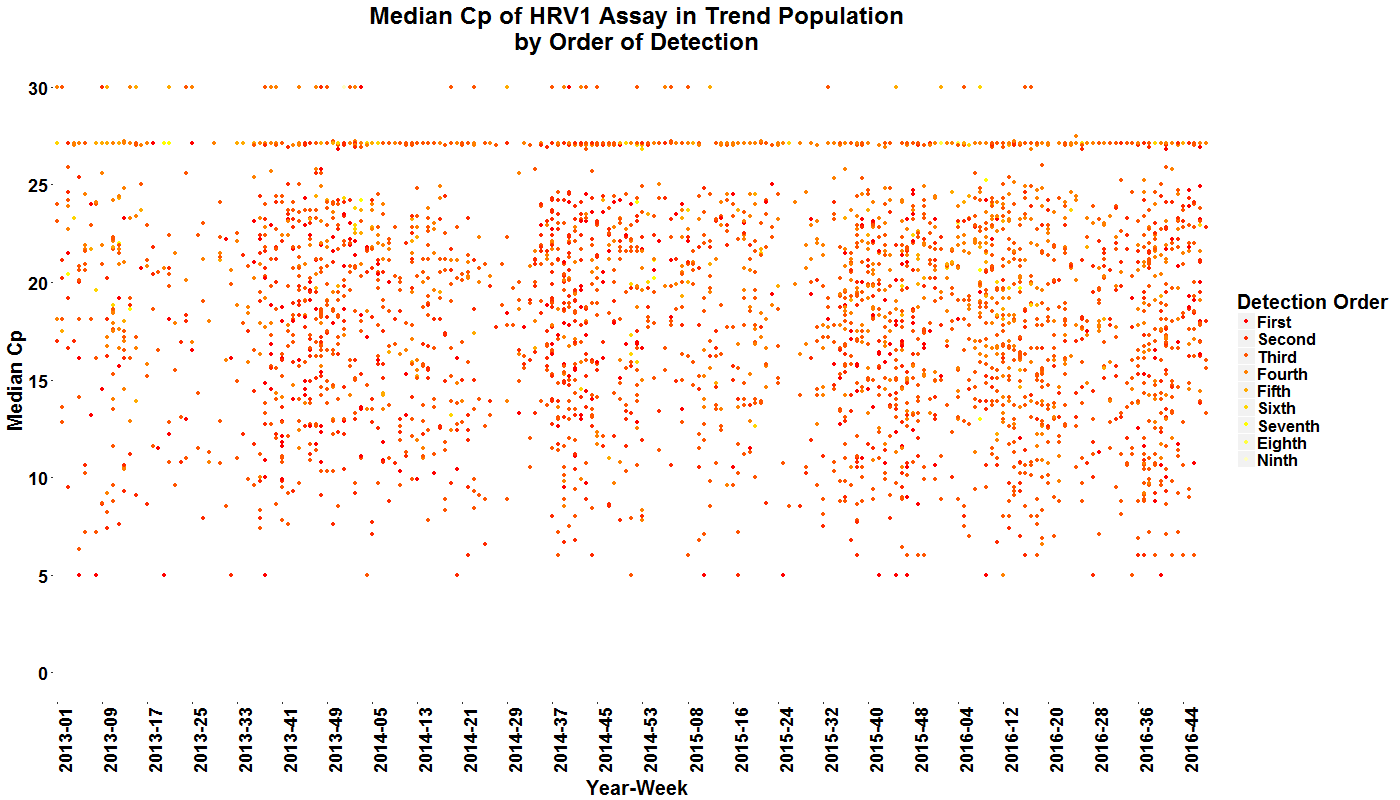 Median Cp of HRV1 Assay in Trend Population
by Order of Detection
Median Cp
30
25
20
15
10
5
0
2013-01
2013-09
2013-17
2013-25
2013-33
2013-41
2013-49
2014-05
2014-13
2014-21
2014-29
2014-37
2014-45
2014-53
2015-08
2015-16
2015-24
2015-32
2015-40
2015-48
2016-04
2016-12
2016-20
2016-28
2016-36
2016-44
Year-Week
Detection Order
First
Second
Third
Fourth
Fifth
Sixth
Seventh
Eighth
Ninth